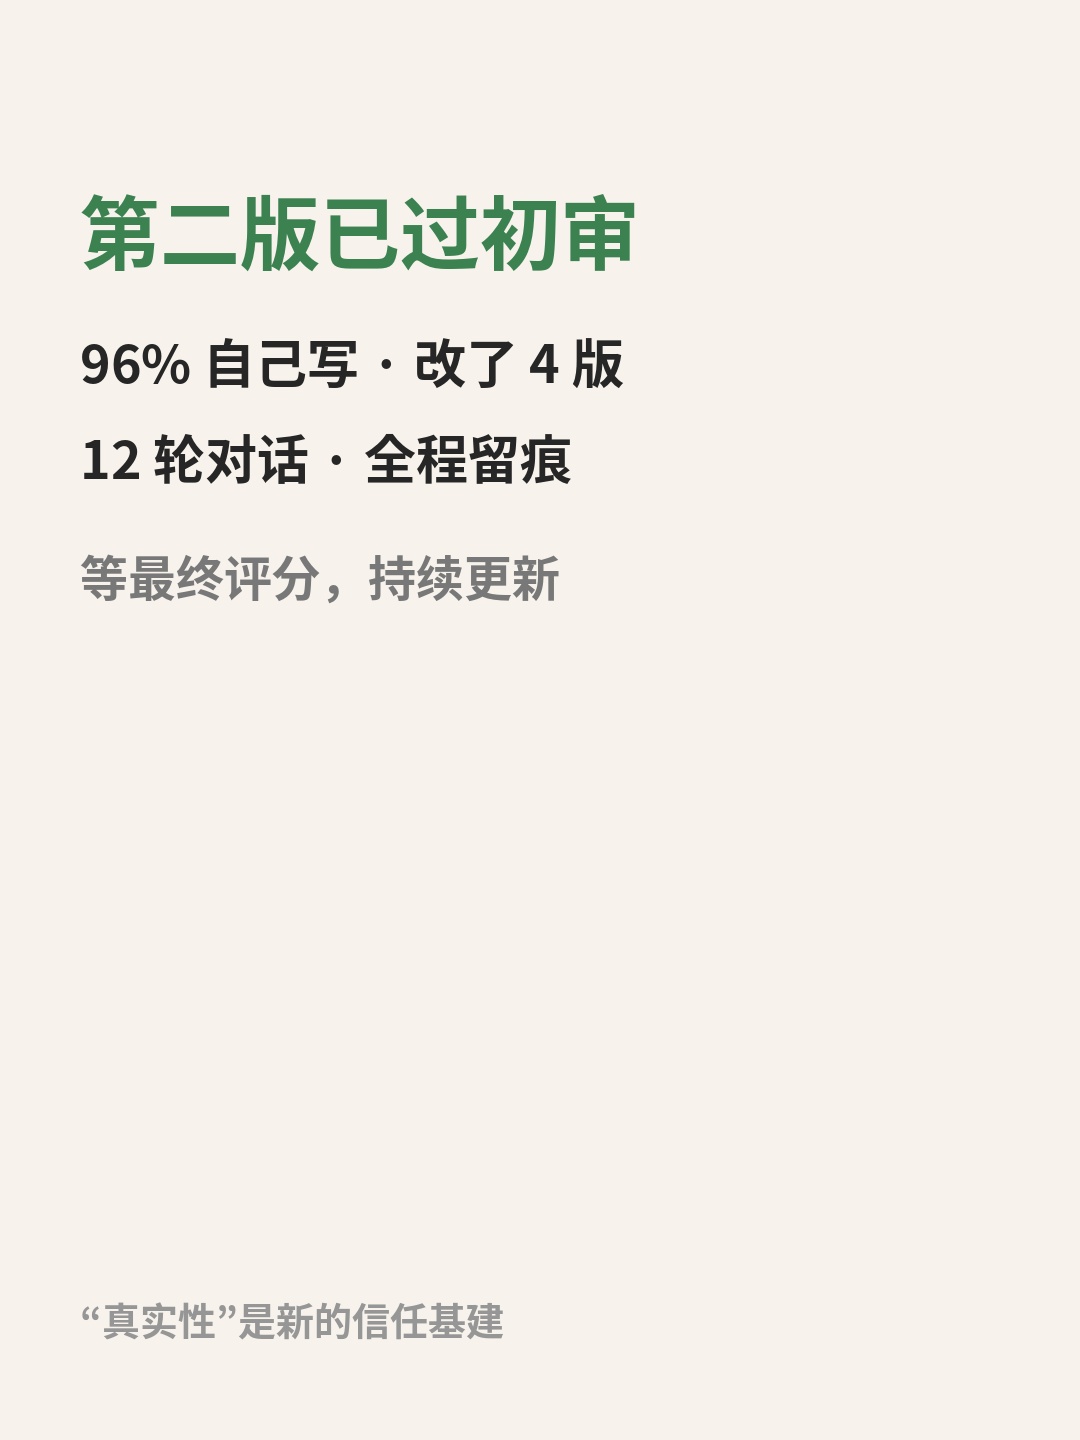 第二版已过初审
96% 自己写 · 改了 4 版
12 轮对话 · 全程留痕
等最终评分，持续更新
“真实性”是新的信任基建